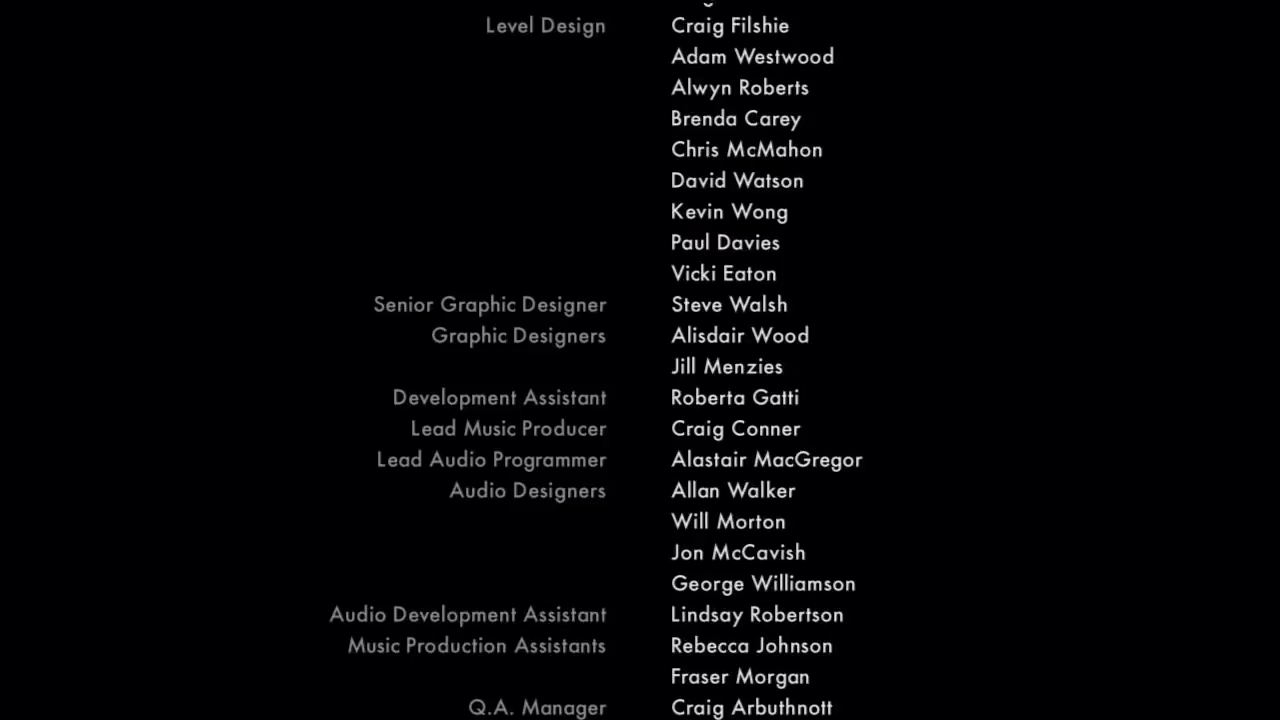 Level Design Craig Filshie
Adam Westwood
Alwyn Roberts
Brenda Carey
Chris McMahon
David Watson
Kevin Wong
Paul Davies
Vicki Eaton
Senior Graphic Designer Steve Walsh
Graphic Designers Alisdair Wood
Jill Menzies
Development Assistant Roberta Gatti
Lead Music Producer Craig Conner
Lead Audio Programmer Alastair MacGregor
Audio Designers Allan Walker
Will Morton
Jon McCavish
George Williamson
Audio Development Assistant Lindsay Robertson
Music Production Assistants Rebecca Johnson
Fraser Morgan
Q.A. Manager Craig Arbuthnott